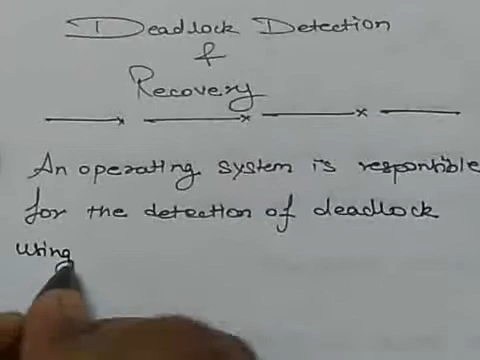 Deadlock Detection
&
Recovery
An operating system is responsible
for the detection of deadlock
using